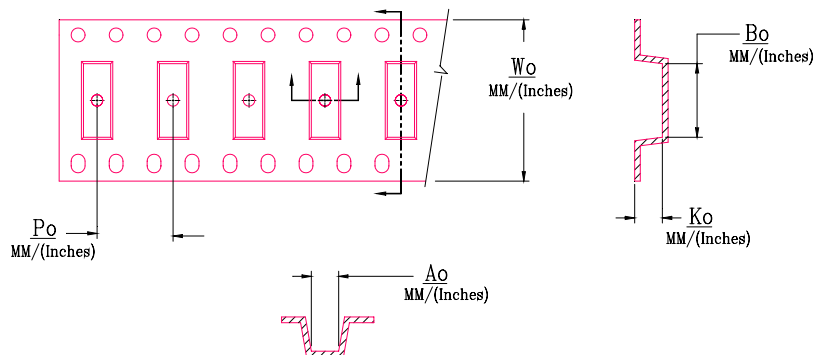 Wo
MM/(Inches)
Bo
MM/(Inches)
Po
MM/(Inches)
Ko
MM/(Inches)
Ao
MM/(Inches)